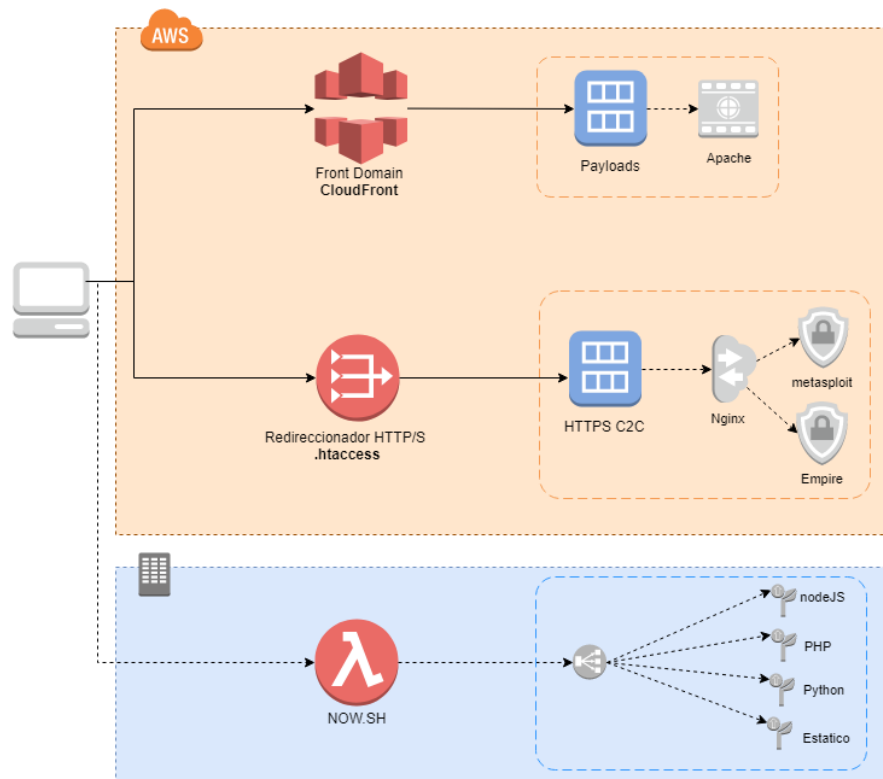 AWS
Front Domain
CloudFront
Payloads
Apache
Redireccionador HTTP/S
.htaccess
HTTPS C2C
Nginx
metasploit
Empire
NOW.SH
nodeJS
PHP
Python
Estatico